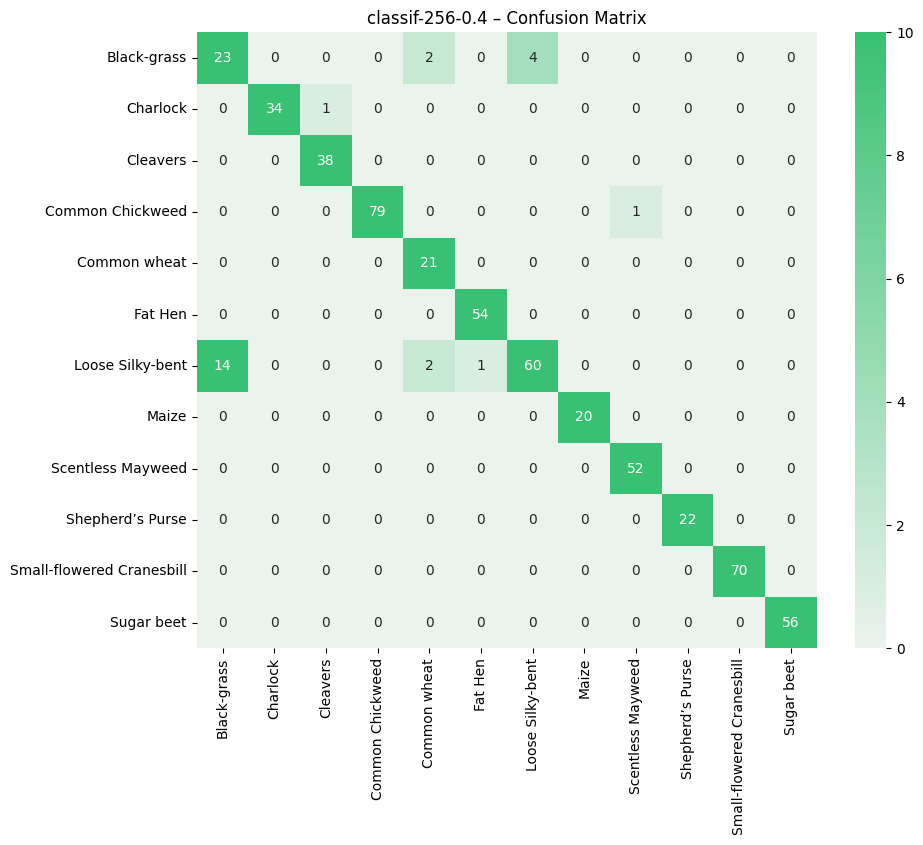 classif-256-0.4 – Confusion Matrix
Black-grass 23 0 0 0 2 0 4 0 0 0 0 0
Charlock 0 34 1 0 0 0 0 0 0 0 0 0
Cleavers 0 0 38 0 0 0 0 0 0 0 0 0
Common Chickweed 0 0 0 79 0 0 0 0 1 0 0 0
Common wheat 0 0 0 0 21 0 0 0 0 0 0 0
Fat Hen 0 0 0 0 0 54 0 0 0 0 0 0
Loose Silky-bent 14 0 0 0 2 1 60 0 0 0 0 0
Maize 0 0 0 0 0 0 0 20 0 0 0 0
Scentless Mayweed 0 0 0 0 0 0 0 0 52 0 0 0
Shepherd’s Purse 0 0 0 0 0 0 0 0 0 22 0 0
Small-flowered Cranesbill 0 0 0 0 0 0 0 0 0 0 70 0
Sugar beet 0 0 0 0 0 0 0 0 0 0 0 56
Black-grass
Charlock
Cleavers
Common Chickweed
Common wheat
Fat Hen
Loose Silky-bent
Maize
Scentless Mayweed
Shepherd’s Purse
Small-flowered Cranesbill
Sugar beet
10
8
6
4
2
0